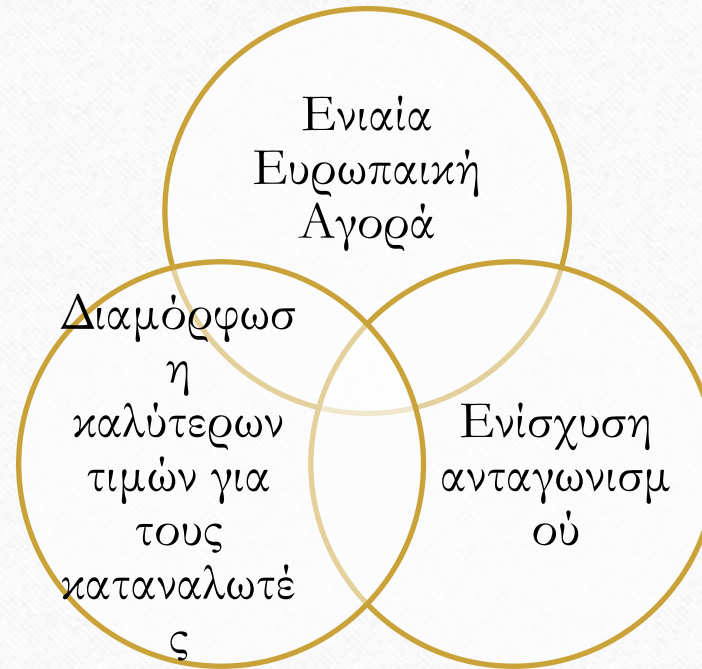 Ενιαία
Ευρωπαική
Αγορά
Διαμόρφωσ
η
καλύτερων
τιμών για
τους
καταναλωτέ
ς
Ενίσχυση
ανταγωνισμ
ού